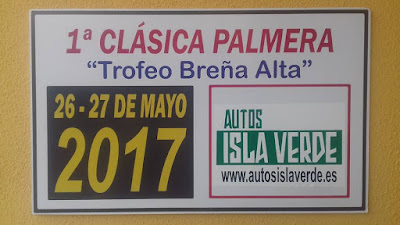 1ª CLÁSICA PALMERA
“Trofeo Breña Alta”
26 - 27 DE MAYO
2017
AUTOS
ISLA VERDE
www.autosislaverde.es